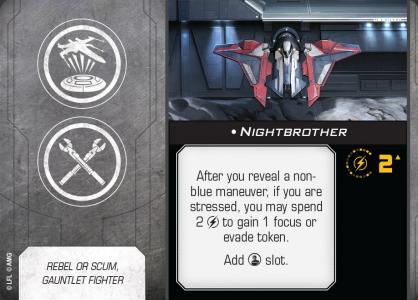 • NIGHTBROTHER
2
After you reveal a non-
blue maneuver, if you are
stressed, you may spend
2 to gain 1 focus or
evade token.
Add slot.
REBEL OR SCUM,
GAUNTLET FIGHTER
© LFL © AMG